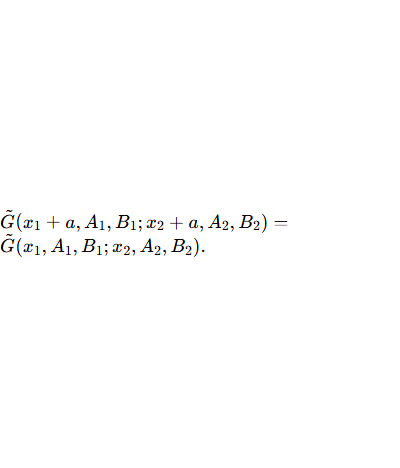 G̃(x₁ + a, A₁, B₁; x₂ + a, A₂, B₂) =
G̃(x₁, A₁, B₁; x₂, A₂, B₂).